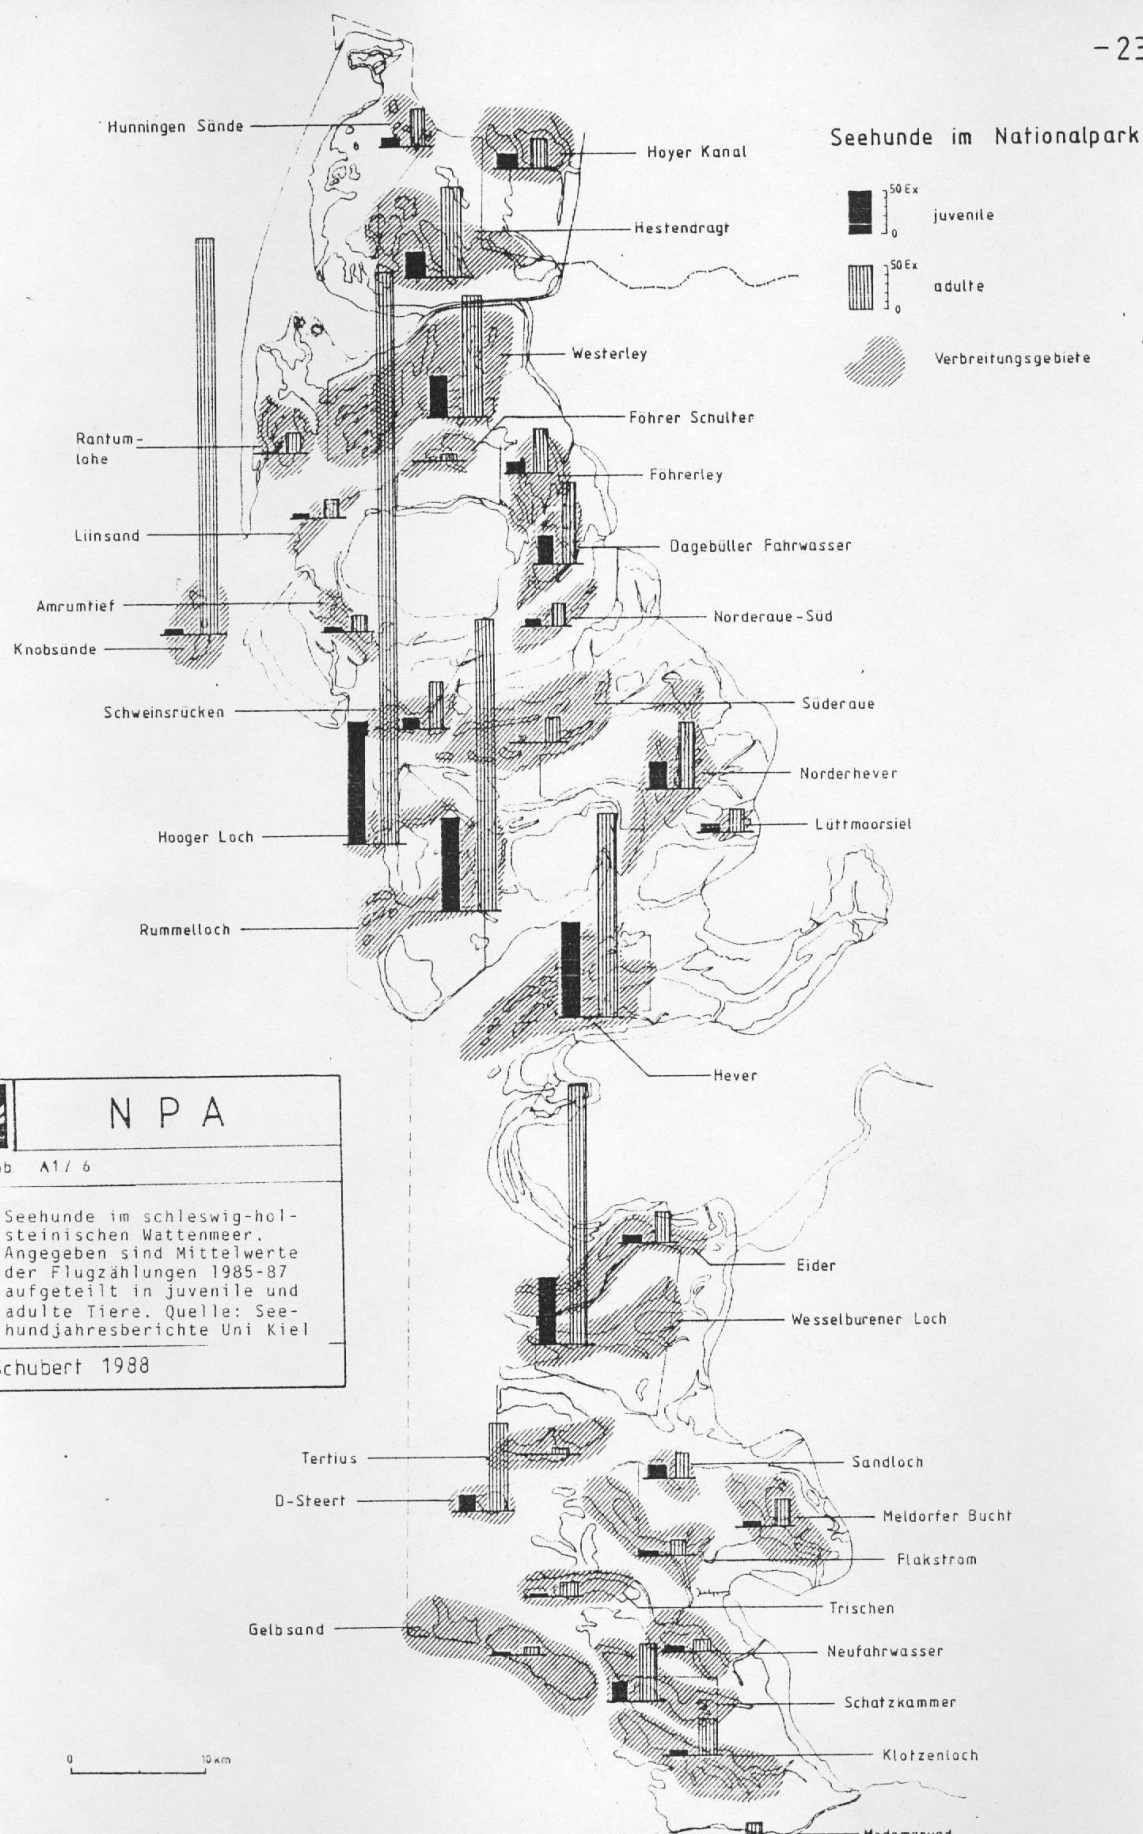 -23
Seehunde im Nationalpark
50 Ex
0
juvenile
50 Ex
0
adulte
Verbreitungsgebiete
Hunningen Sände
Hoyer Kanal
Hestendragt
Westerley
Föhrer Schulter
Rantum-
lohe
Föhrerley
Liinsand
Dagebüller Fahrwasser
Amrumtief
Norderaue-Süd
Knobsände
Schweinsrücken
Süderaue
Norderhever
Hooger Loch
Lüttmoorsiel
Rummelloch
Hever
NPA
A1/6
Seehunde im schleswig-hol-
steinischen Wattenmeer.
Angegeben sind Mittelwerte
der Flugzählungen 1985-87
aufgeteilt in juvenile und
adulte Tiere. Quelle: See-
hundjahresberichte Uni Kiel
Schubert 1988
Eider
Wesselburener Loch
Tertius
Sandloch
D-Steert
Meldorfer Bucht
Flakstrom
Trischen
Gelbsand
Neufahrwasser
Schatzkammer
Klotzenloch
0 10 km